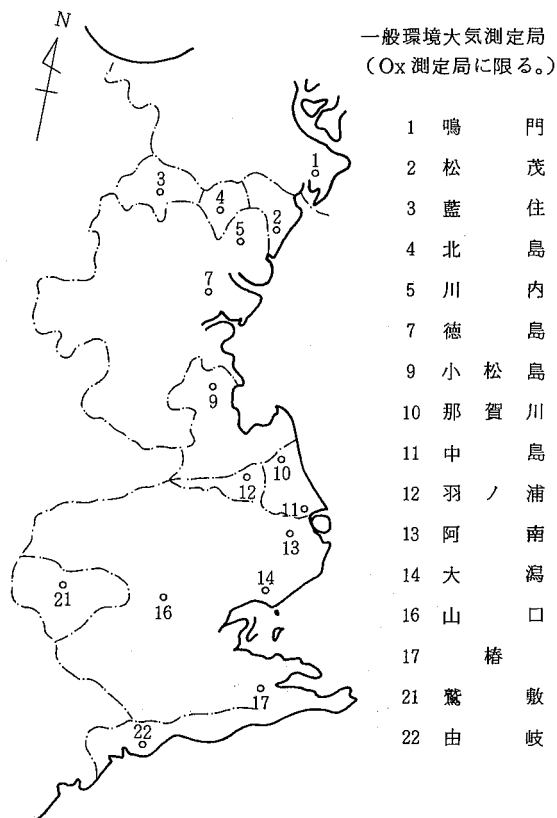 一般環境大気測定局
(Ox測定局に限る。)
1 鳴門
2 松茂
3 藍住
4 北島
5 川内
7 徳島
9 小松島
10 那賀川
11 中島
12 羽ノ浦
13 阿南
14 大潟
16 山口
17 椿
21 鷲敷
22 由岐
N
1
3
4
2
5
7
9
10
12
11
13
14
21
16
17
22